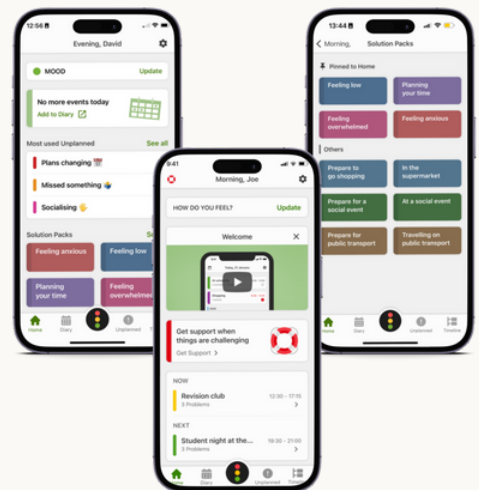 12:56
Evening, David
MOOD
Update
No more events today
Add to Diary
Most used Unplanned
See all
Plans changing
Missed something
Socialising
Solution Packs
Feeling anxious
Feeling low
Planning
your time
Feeling
overwhelmed
Home
Diary
13:44
Morning,
Solution Packs
Pinned to Home
Feeling low
Planning
your time
Feeling
overwhelmed
Feeling anxious
Others
Prepare to
go shopping
In the
supermarket
Prepare for a
social event
At a social event
Prepare for
public transport
Travelling on
public transport
Diary
Unplanned
Timeline
9:41
Morning, Joe
HOW DO YOU FEEL?
Update
Welcome
Get support when
things are challenging
Get Support
NOW
Revision club
12:30 - 17:15
3 Problems
NEXT
Student night at the...
19:30 - 21:00
3 Problems
Home
Diary
Unplanned
Timeline